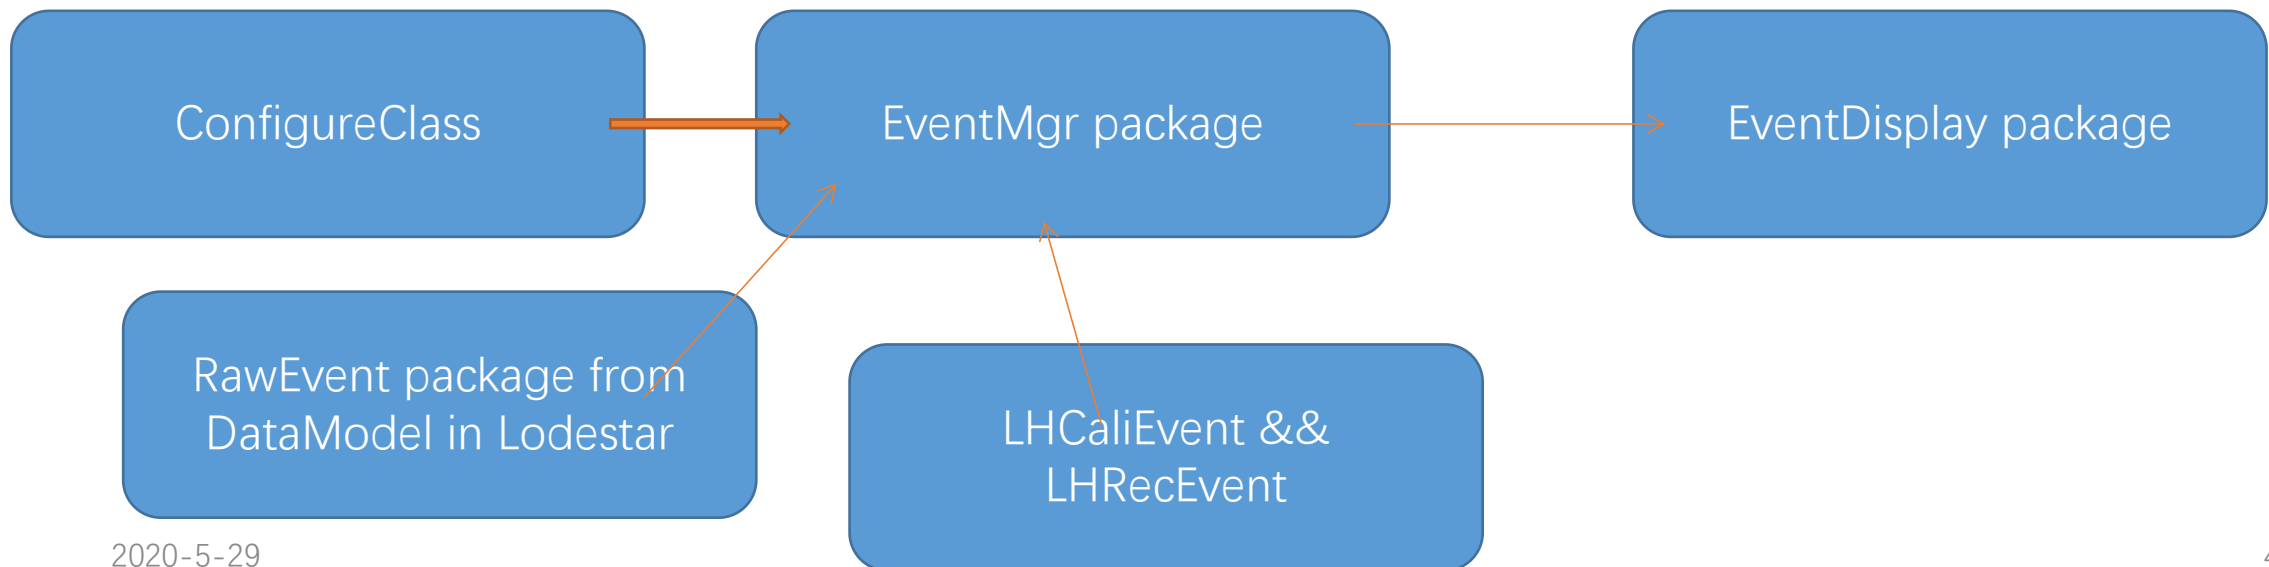 ConfigureClass
EventMgr package
EventDisplay package
RawEvent package from
DataModel in Lodestar
LHCaliEvent &&
LHRecEvent
2020-5-29